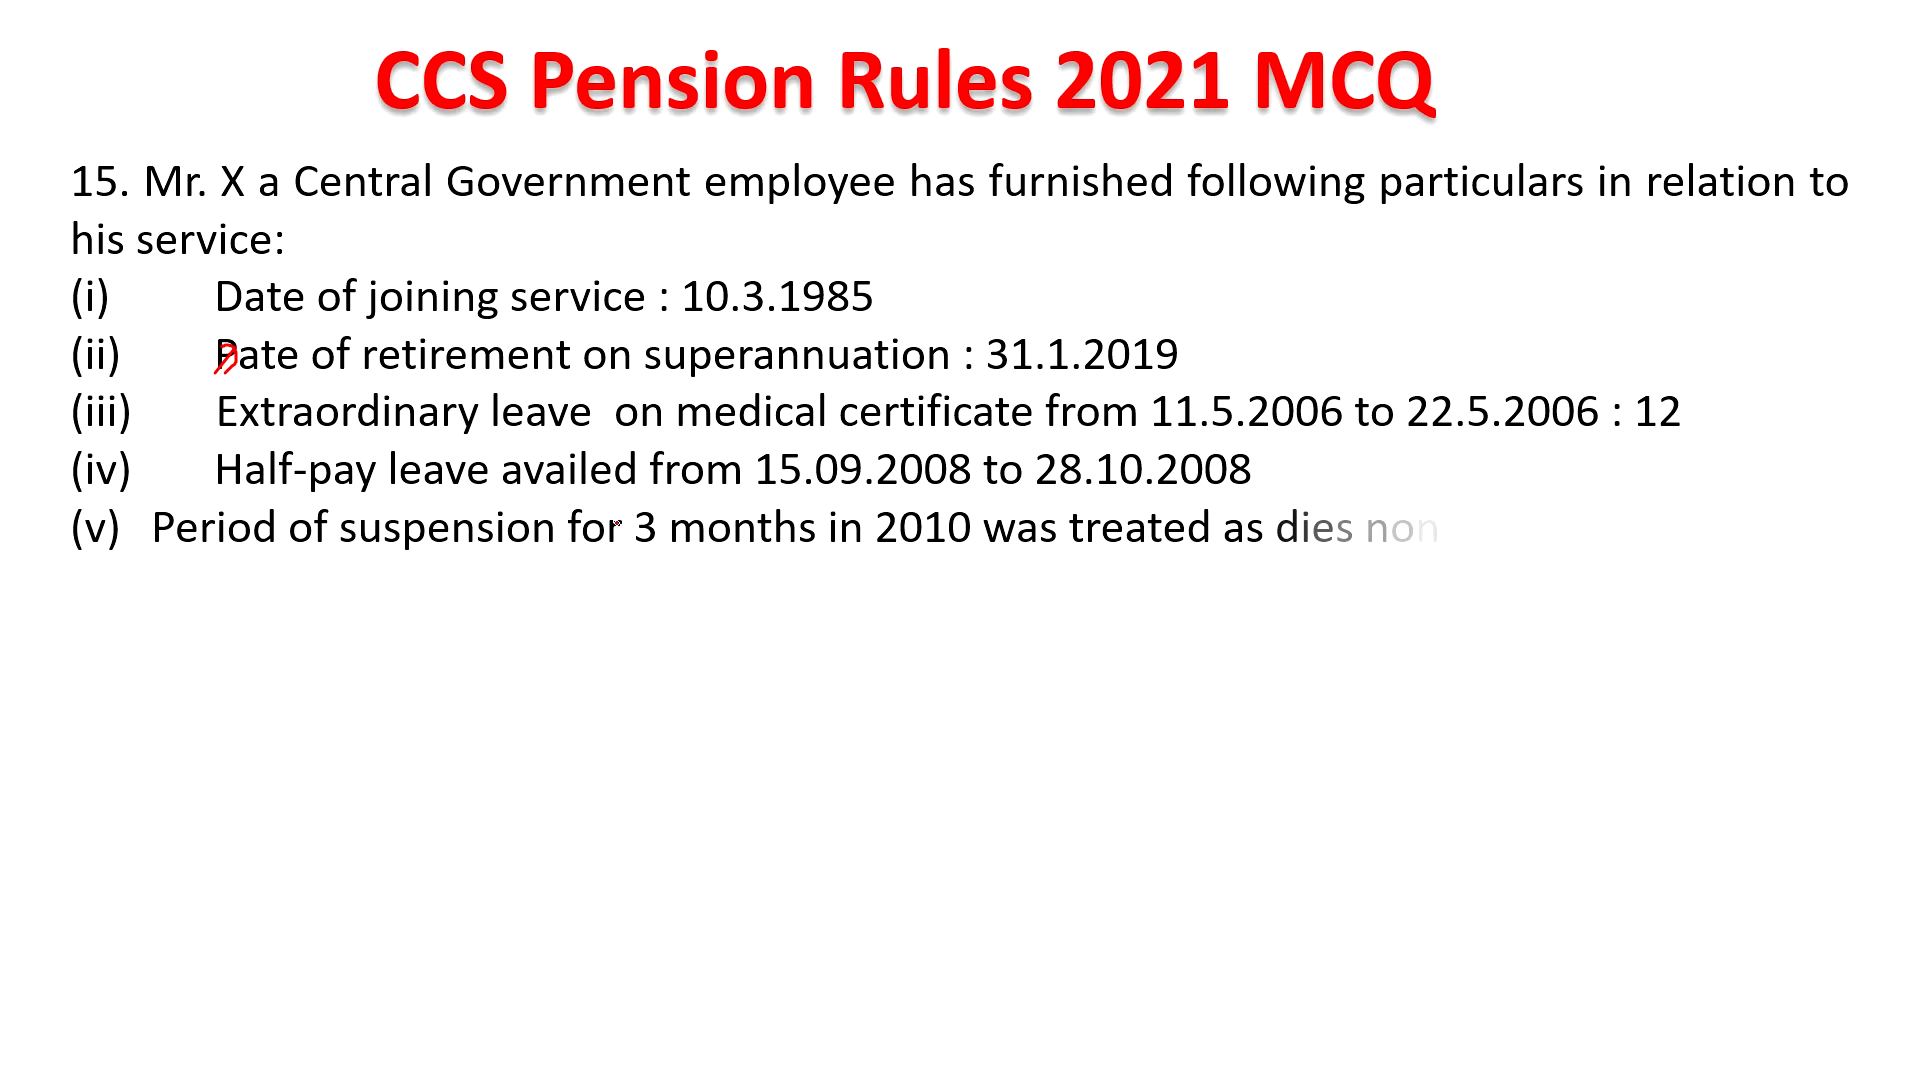 CCS Pension Rules 2021 MCQ
15. Mr. X a Central Government employee has furnished following particulars in relation to
his service:
(i) Date of joining service : 10.3.1985
(ii) Date of retirement on superannuation : 31.1.2019
(iii) Extraordinary leave on medical certificate from 11.5.2006 to 22.5.2006 : 12
(iv) Half-pay leave availed from 15.09.2008 to 28.10.2008
(v) Period of suspension for 3 months in 2010 was treated as dies non